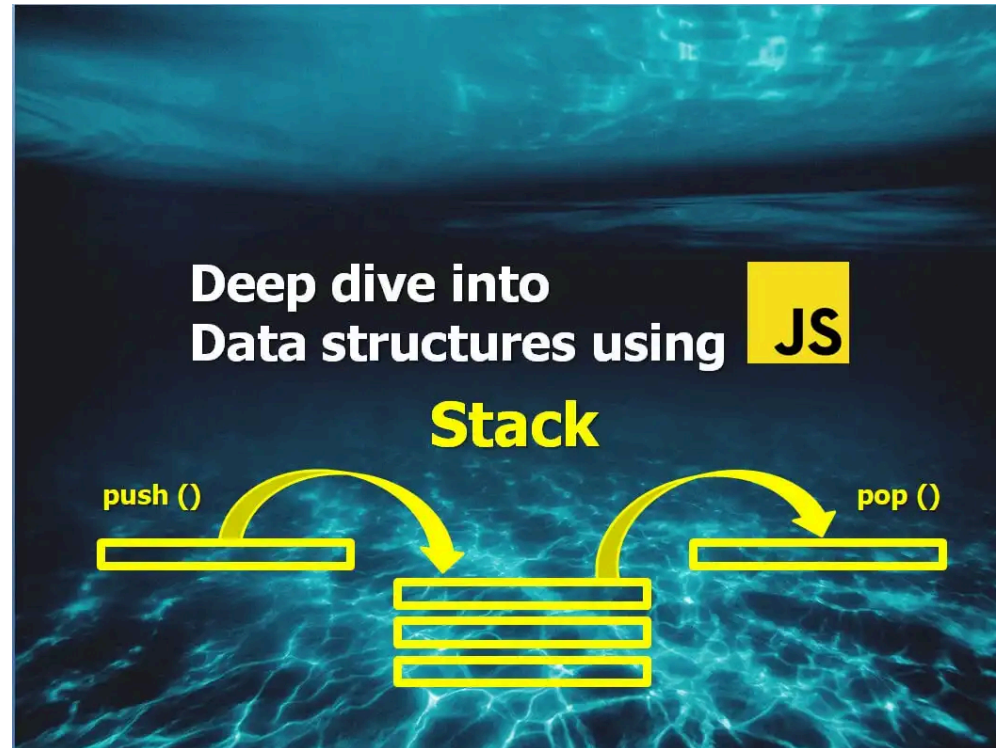 Deep dive into
Data structures using JS
Stack
push ()
pop ()